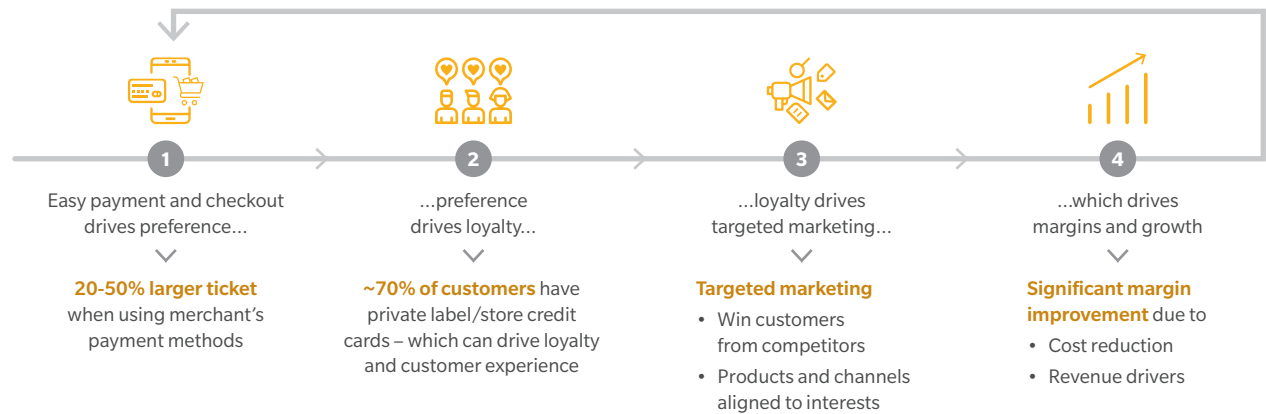 1
Easy payment and checkout
drives preference...
20-50% larger ticket
when using merchant's
payment methods
2
...preference
drives loyalty...
~70% of customers have
private label/store credit
cards – which can drive loyalty
and customer experience
3
...loyalty drives
targeted marketing...
Targeted marketing
• Win customers
from competitors
• Products and channels
aligned to interests
4
...which drives
margins and growth
Significant margin
improvement due to
• Cost reduction
• Revenue drivers